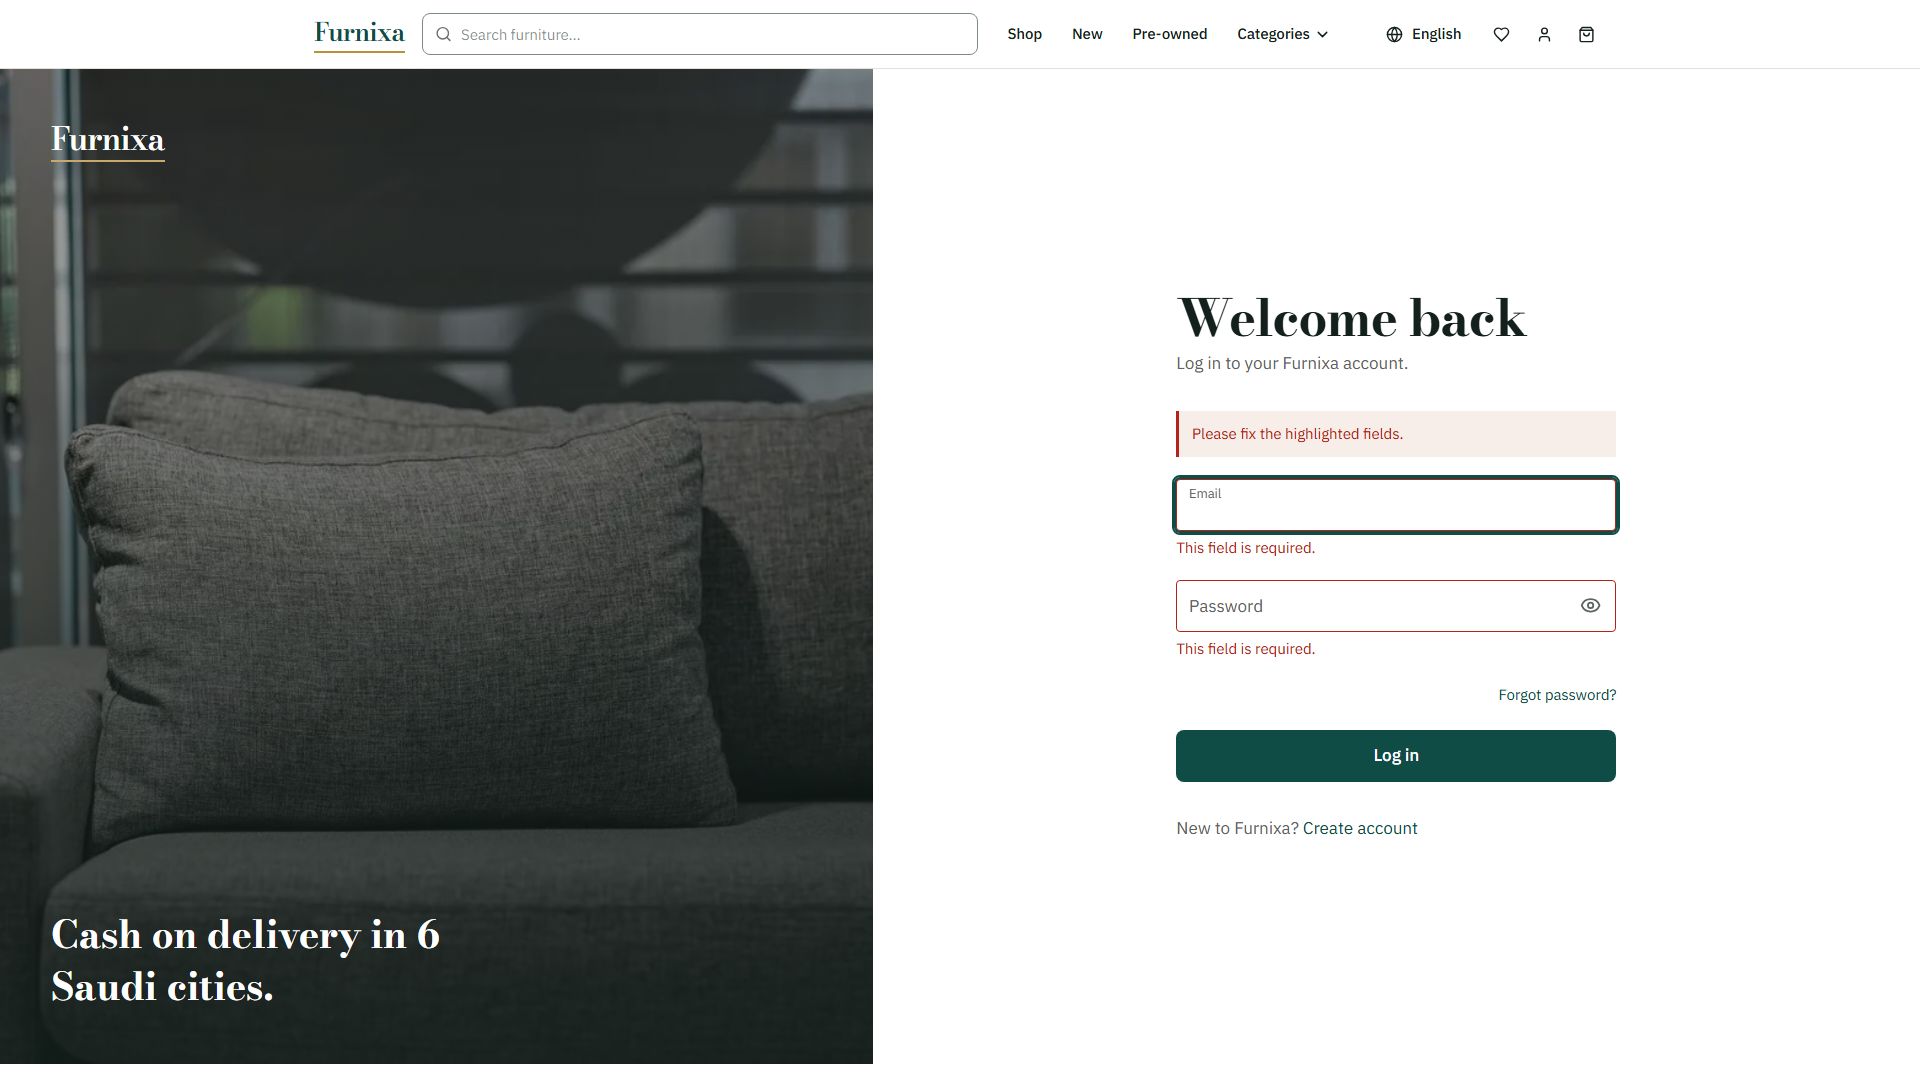 Furnixa
Search furniture...
Shop
New
Pre-owned
Categories
English
Furnixa
Cash on delivery in 6
Saudi cities.
Welcome back
Log in to your Furnixa account.
Please fix the highlighted fields.
Email
This field is required.
Password
This field is required.
Forgot password?
Log in
New to Furnixa? Create account